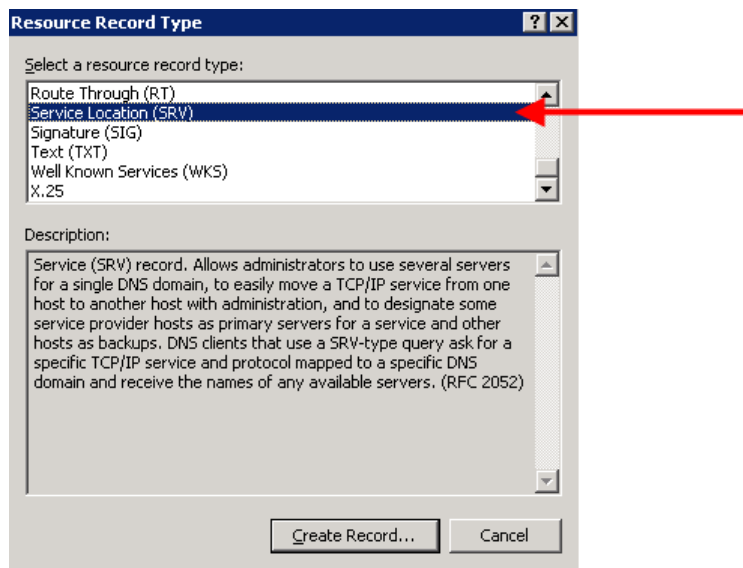 Resource Record Type
Select a resource record type:
Route Through (RT)
Service Location (SRV)
Signature (SIG)
Text (TXT)
Well Known Services (WKS)
X.25
Description:
Service (SRV) record. Allows administrators to use several servers
for a single DNS domain, to easily move a TCP/IP service from one
host to another host with administration, and to designate some
service provider hosts as primary servers for a service and other
hosts as backups. DNS clients that use a SRV-type query ask for a
specific TCP/IP service and protocol mapped to a specific DNS
domain and receive the names of any available servers. (RFC 2052)
Create Record... Cancel